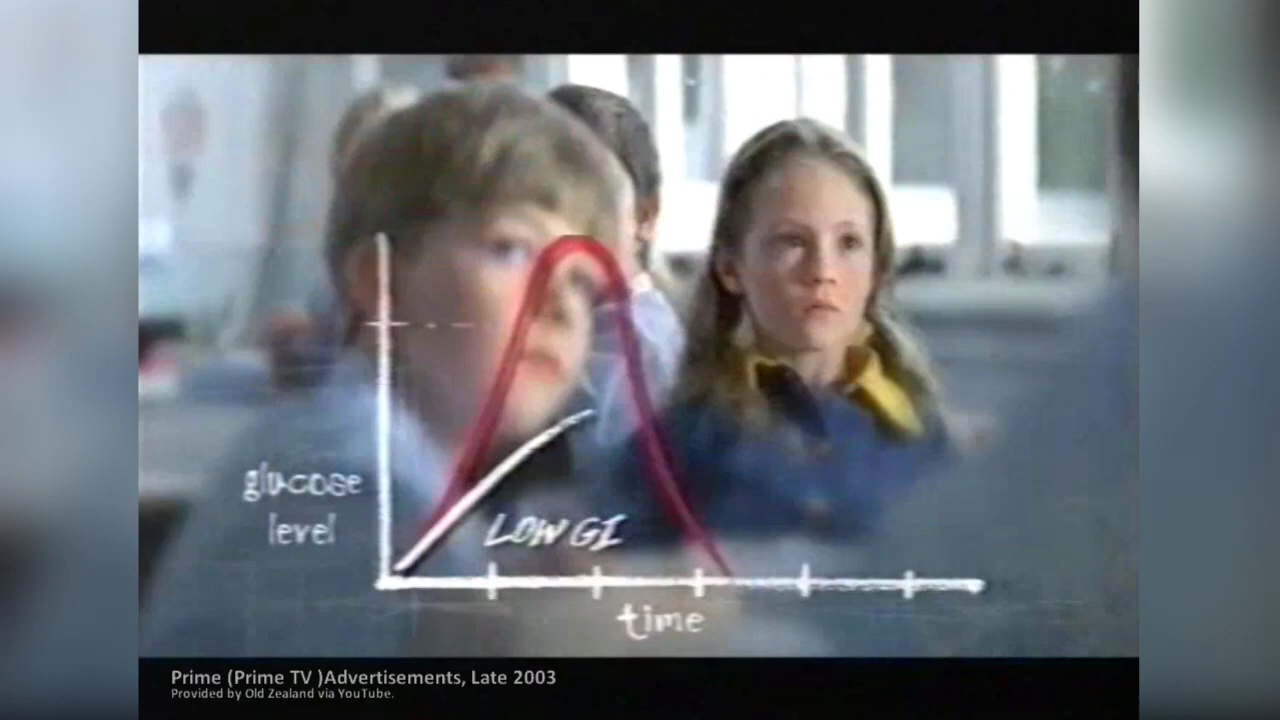 glucose
level
LOW GI
time
Prime (Prime TV )Advertisements, Late 2003
Provided by Old Zealand via YouTube.